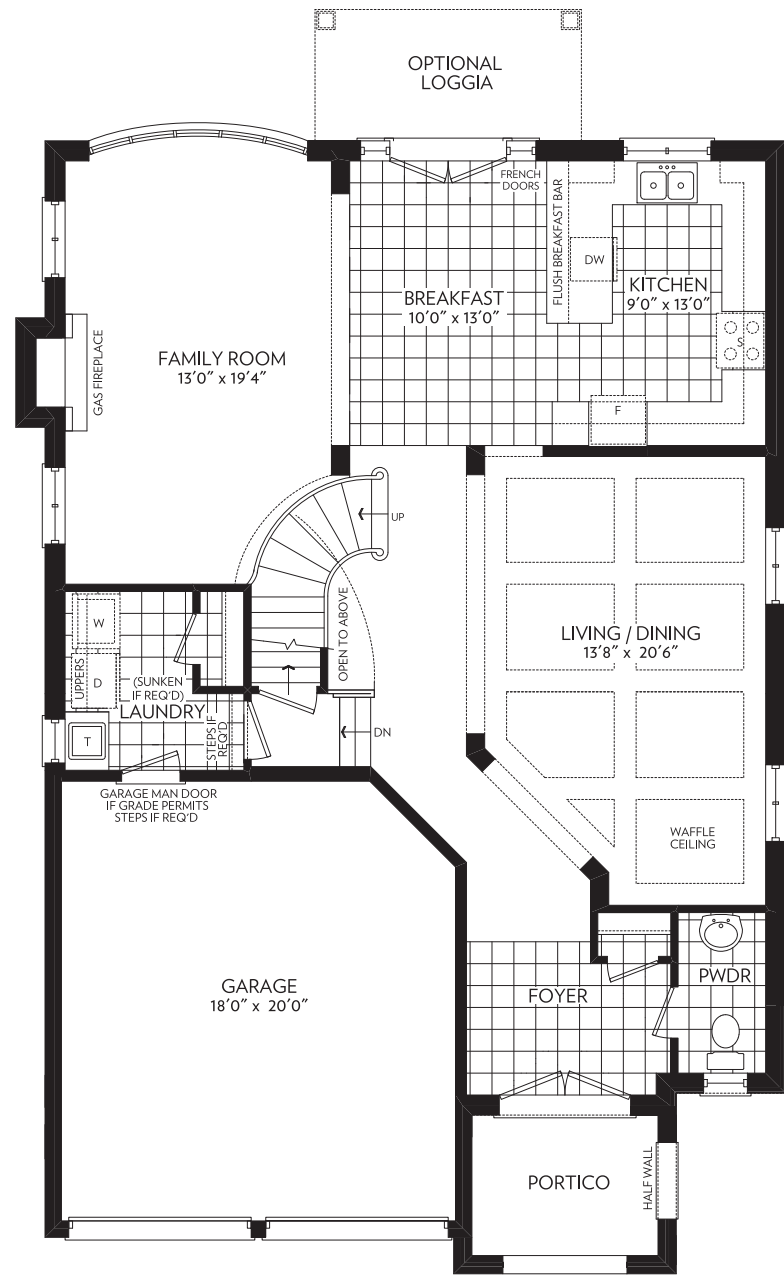 OPTIONAL
LOGGIA
FRENCH
DOORS
FLUSH BREAKFAST BAR
DW
KITCHEN
9'0" x 13'0"
BREAKFAST
10'0" x 13'0"
S
F
GAS FIREPLACE
FAMILY ROOM
13'0" x 19'4"
UP
OPEN TO ABOVE
LIVING / DINING
13'8" x 20'6"
W
UPPERS
D
(SUNKEN
IF REQ'D)
LAUNDRY
STEPS IF
REQ'D
T
DN
GARAGE MAN DOOR
IF GRADE PERMITS
STEPS IF REQ'D
WAFFLE
CEILING
GARAGE
18'0" x 20'0"
FOYER
PWDR
PORTICO
HALF WALL